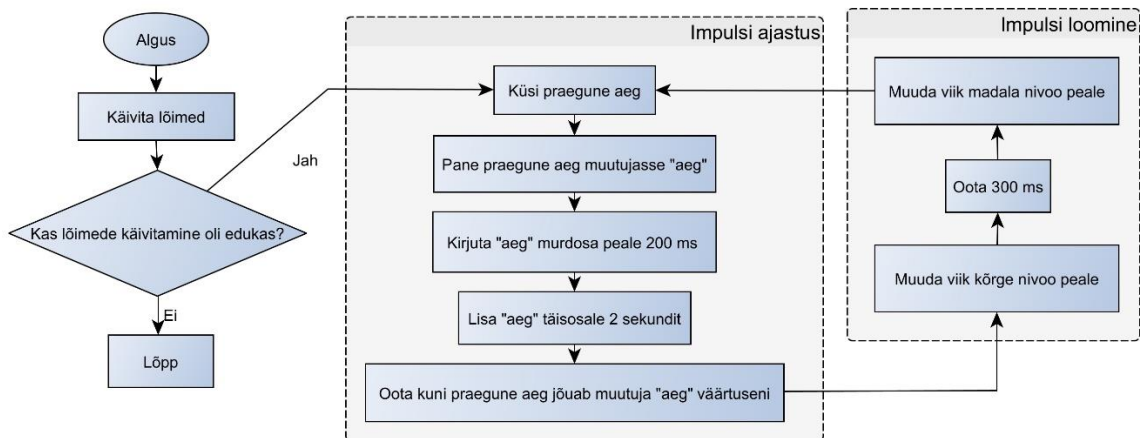 Algus
Käivita lõimed
Kas lõimede käivitamine oli edukas?
Jah
Ei
Lõpp
Impulsi ajastus
Küsi praegune aeg
Pane praegune aeg muutujasse "aeg"
Kirjuta "aeg" murdosa peale 200 ms
Lisa "aeg" täisosale 2 sekundit
Oota kuni praegune aeg jõuab muutuja "aeg" väärtuseni
Impulsi loomine
Muuda viik madala nivoo peale
Oota 300 ms
Muuda viik kõrge nivoo peale